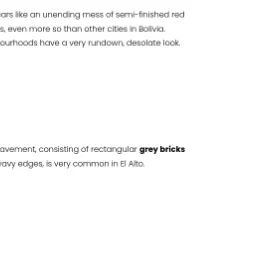 ars like an unending mess of semi-finished red
s, even more so than other cities in Bolivia.
ourhoods have a very rundown, desolate look.
avement, consisting of rectangular grey bricks
eavy edges, is very common in El Alto.